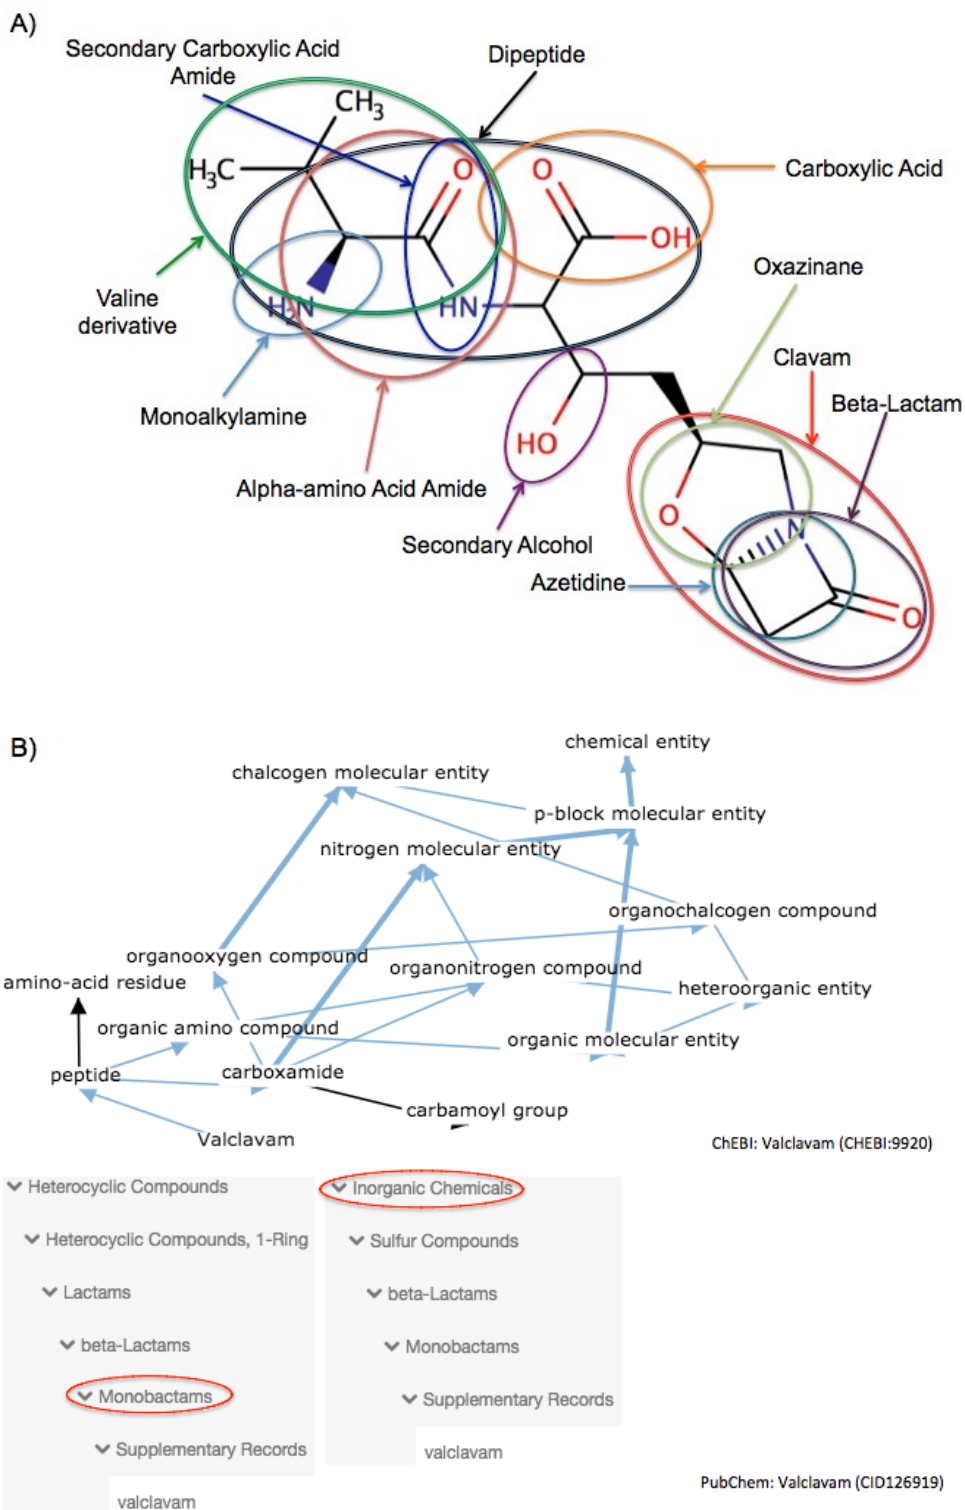 A)
Secondary Carboxylic Acid
Amide
Dipeptide
CH3
H3C
O
O
Carboxylic Acid
OH
Oxazinane
H2N
HN
Valine
derivative
Clavam
Monoalkylamine
Beta-Lactam
HO
Alpha-amino Acid Amide
O
N
Secondary Alcohol
Azetidine
O
B)
chemical entity
chalcogen molecular entity
p-block molecular entity
nitrogen molecular entity
organochalcogen compound
organooxygen compound
organonitrogen compound
amino-acid residue
heteroorganic entity
organic amino compound
organic molecular entity
peptide
carboxamide
carbamoyl group
Valclavam
ChEBI: Valclavam (CHEBI:9920)
Heterocyclic Compounds
Heterocyclic Compounds, 1-Ring
Lactams
beta-Lactams
Monobactams
Supplementary Records
valclavam
Inorganic Chemicals
Sulfur Compounds
beta-Lactams
Monobactams
Supplementary Records
valclavam
PubChem: Valclavam (CID126919)